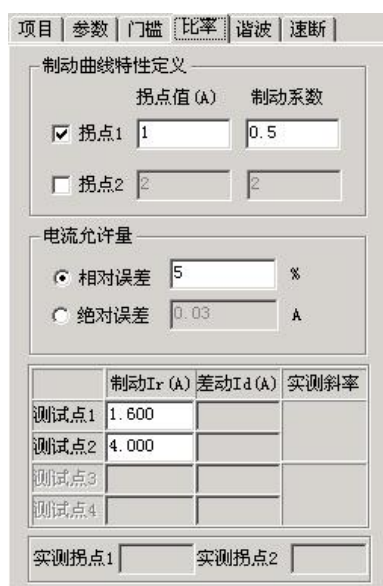 项目 参数 门槛 比率 谐波 速断
制动曲线特性定义
拐点值(A) 制动系数
拐点1 1 0.5
拐点2 2 2
电流允许量
相对误差 5 %
绝对误差 0.03 A
制动Ir(A) 差动Id(A) 实测斜率
测试点1 1.600
测试点2 4.000
测试点3
测试点4
实测拐点1 实测拐点2